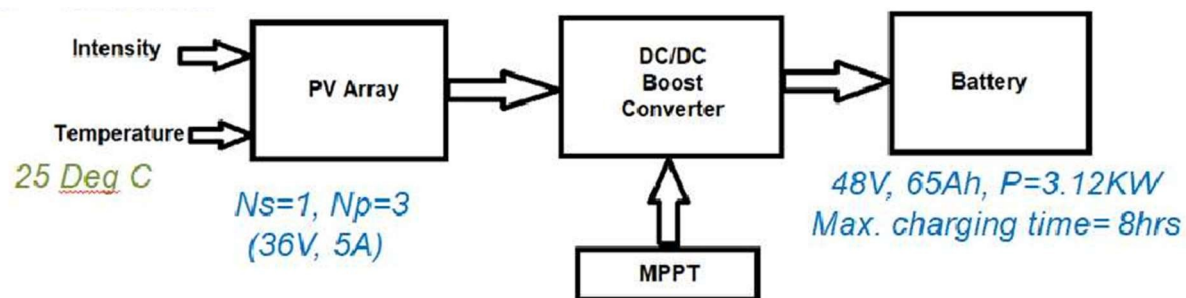 Intensity
Temperature
25 Deg C
PV Array
Ns=1, Np=3
(36V, 5A)
DC/DC
Boost
Converter
MPPT
Battery
48V, 65Ah, P=3.12KW
Max. charging time= 8hrs